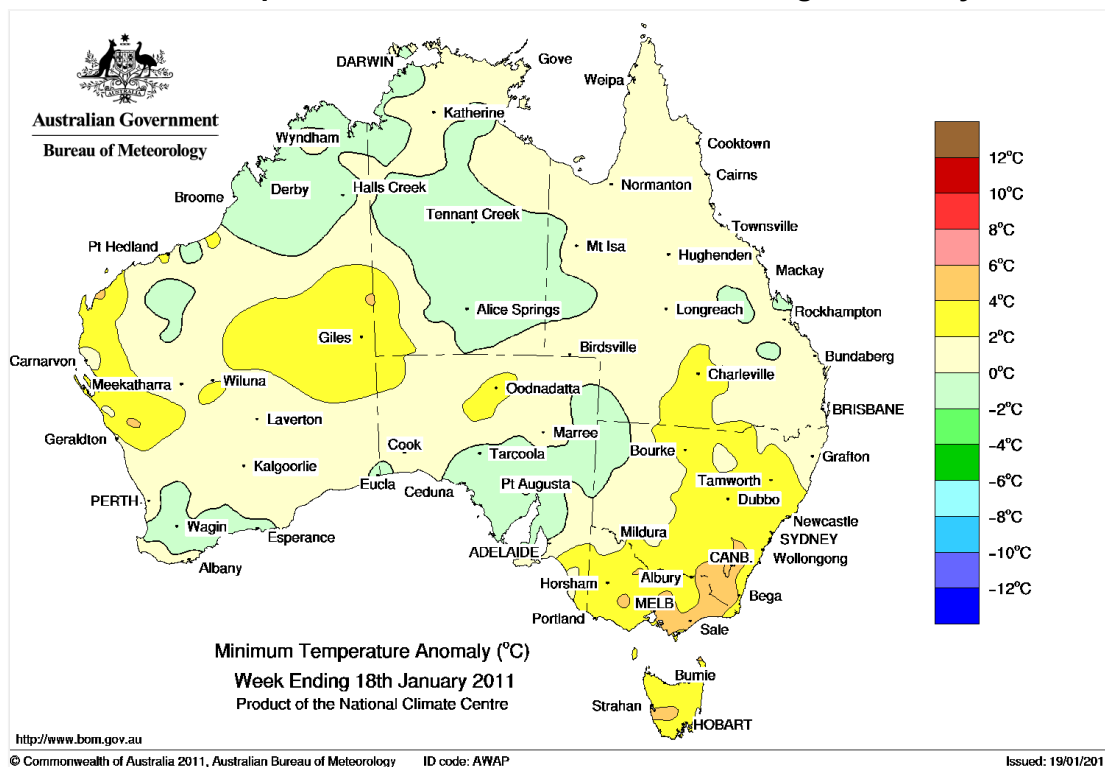 Australian Government
Bureau of Meteorology
DARWIN
Gove
Weipa
Katherine
Wyndham
Cooktown
Cairns
Normanton
Halls Creek
Derby
Broome
Tennant Creek
Townsville
Pt Hedland
Mt Isa
Hughenden
Mackay
Alice Springs
Longreach
Rockhampton
Giles
Birdsville
Bundaberg
Carnarvon
Meekatharra
Wiluna
Oodnadatta
Charleville
BRISBANE
Laverton
Marree
Geraldton
Cook
Tarcoola
Bourke
Grafton
Kalgoorlie
Eucla
Ceduna
Pt Augusta
Tamworth
Dubbo
PERTH
Wagin
Esperance
Mildura
Newcastle
SYDNEY
Wollongong
Albany
ADELAIDE
CANB.
Horsham
Albury
Bega
MELB
Portland
Sale
Burnie
Strahan
HOBART
12°C
10°C
8°C
6°C
4°C
2°C
0°C
-2°C
-4°C
-6°C
-8°C
-10°C
-12°C
Minimum Temperature Anomaly (°C)
Week Ending 18th January 2011
Product of the National Climate Centre
http://www.bom.gov.au
© Commonwealth of Australia 2011, Australian Bureau of Meteorology ID code: AWAP Issued: 19/01/201